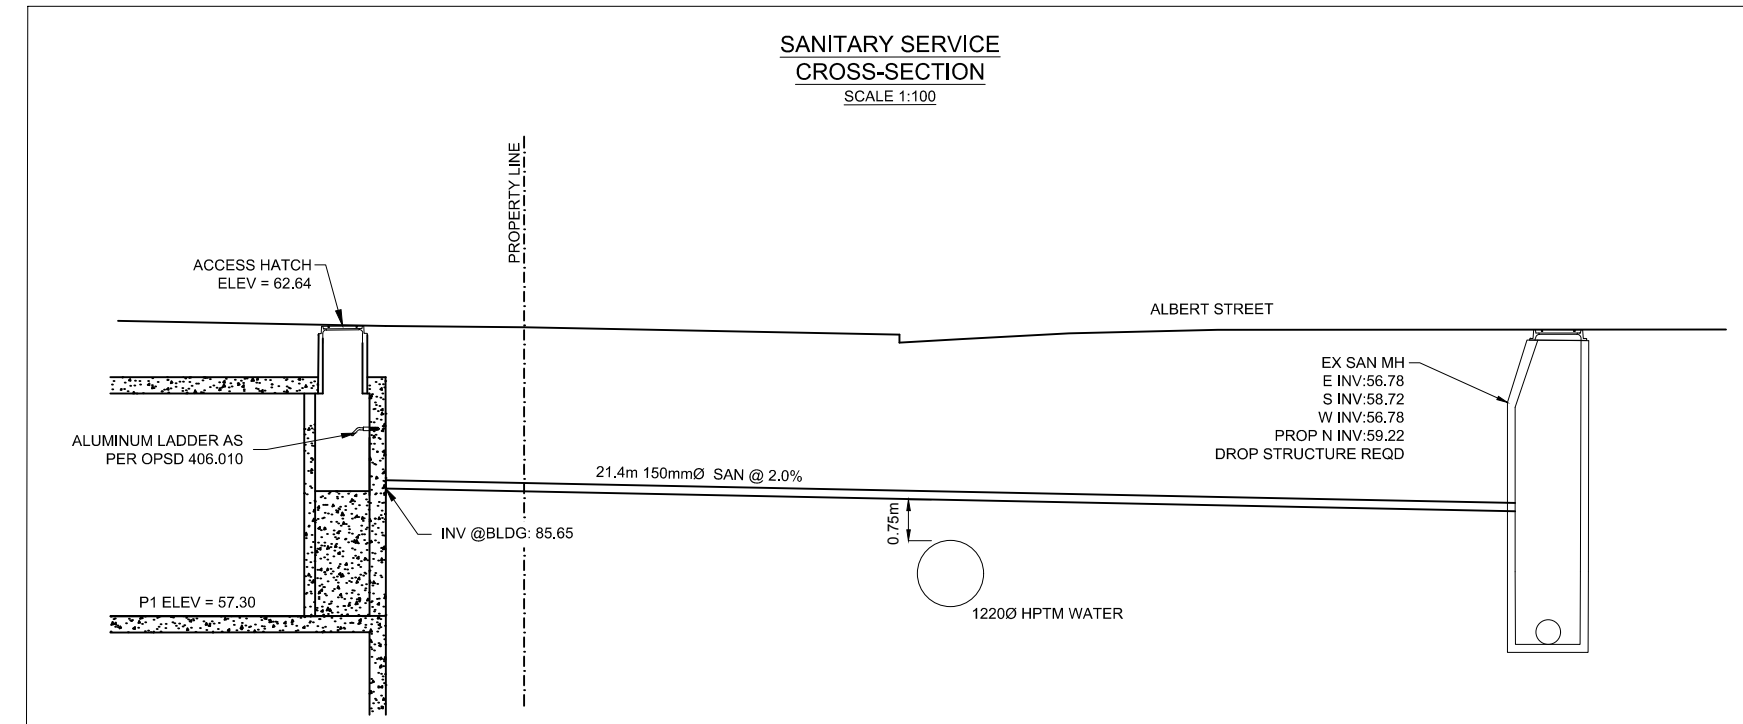 SANITARY SERVICE
CROSS-SECTION
SCALE 1:100
PROPERTY LINE
ACCESS HATCH
ELEV = 62.64
ALBERT STREET
EX SAN MH
E INV:56.78
S INV:58.72
W INV:56.78
PROP N INV:59.22
DROP STRUCTURE REQD
ALUMINUM LADDER AS
PER OPSD 406.010
21.4m 150mmØ SAN @ 2.0%
INV @BLDG: 85.65
0.75m
P1 ELEV = 57.30
1220Ø HPTM WATER